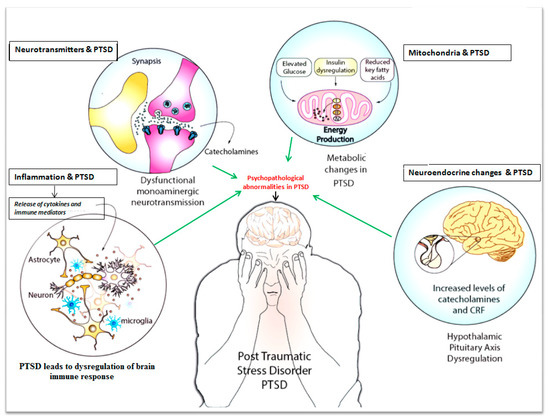 Neurotransmitters & PTSD
Synapsis
Catecholamines
Dysfunctional
monoaminergic
neurotransmission
Mitochondria & PTSD
Elevated
Glucose
Insulin
dysregulation
Reduced
key fatty
acids
Energy
Production
Metabolic
changes in
PTSD
Inflammation & PTSD
Release of cytokines and
immune mediators
Astrocyte
Neuron
microglia
PTSD leads to dysregulation of brain
immune response
Psychopathological
abnormalities in PTSD
Post Traumatic
Stress Disorder
PTSD
Neuroendocrine changes & PTSD
Increased levels of
catecholamines
and CRF
Hypothalamic
Pituitary Axis
Dysregulation